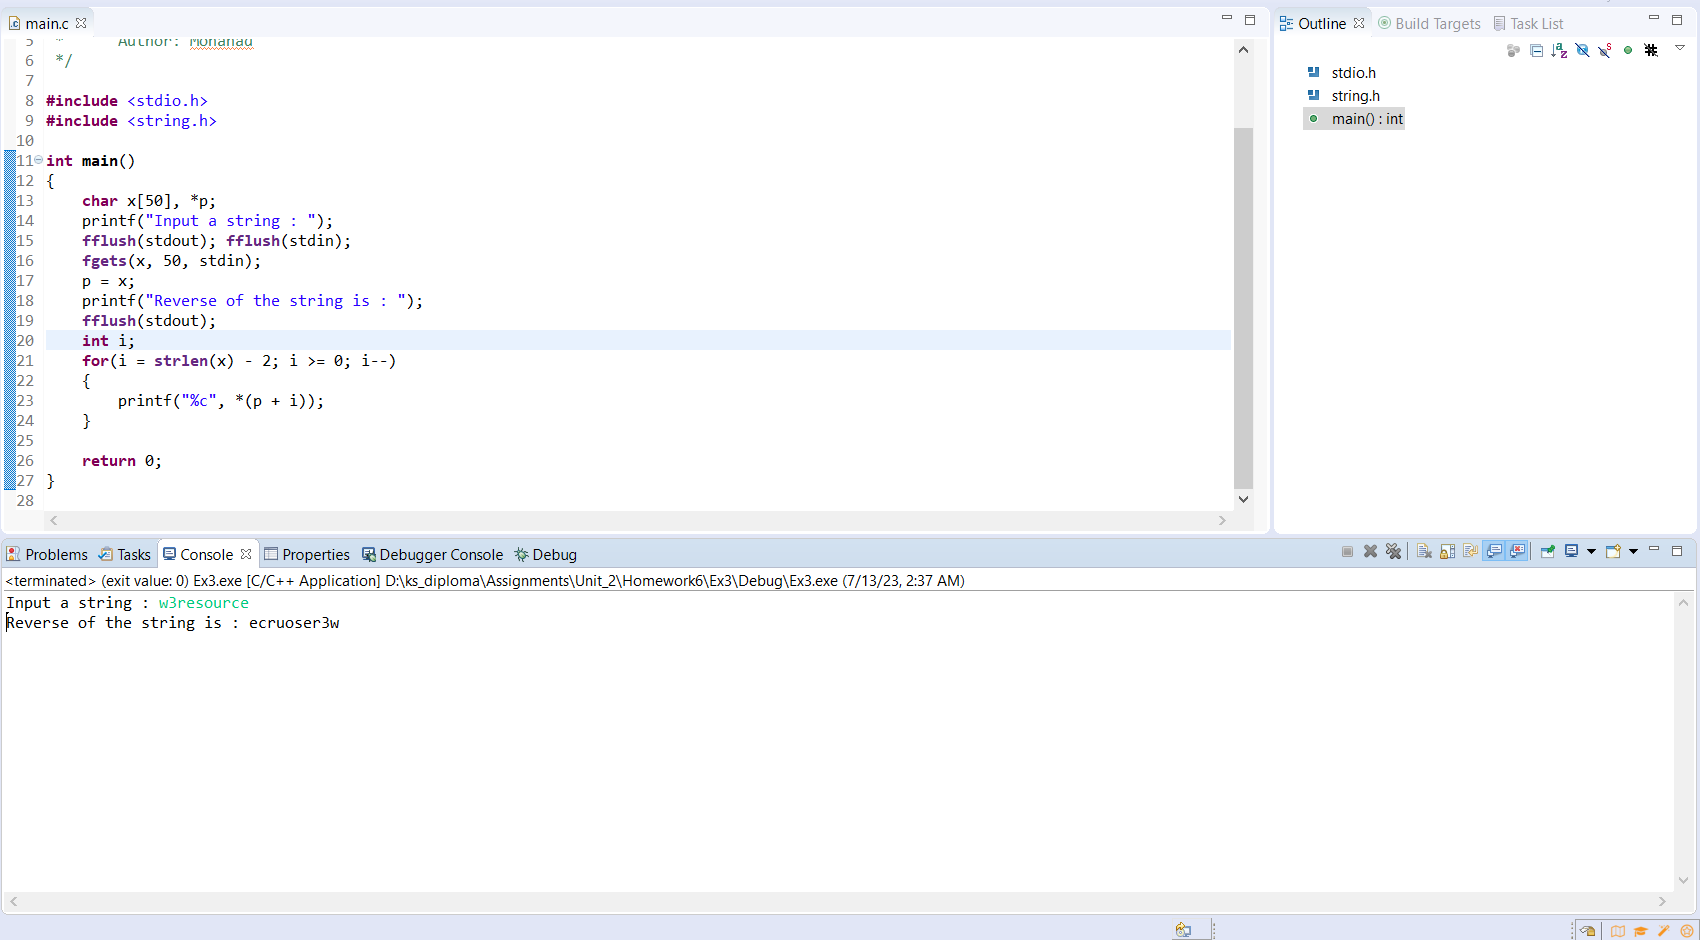 main.c
Outline
Build Targets
Task List
5 * Author: Mohanad
6 */
7
8 #include <stdio.h>
9 #include <string.h>
10
11 int main()
12 {
13 char x[50], *p;
14 printf("Input a string : ");
15 fflush(stdout); fflush(stdin);
16 fgets(x, 50, stdin);
17 p = x;
18 printf("Reverse of the string is : ");
19 fflush(stdout);
20 int i;
21 for(i = strlen(x) - 2; i >= 0; i--)
22 {
23 printf("%c", *(p + i));
24 }
25
26 return 0;
27 }
28
stdio.h
string.h
main() : int
Problems Tasks Console Properties Debugger Console Debug
<terminated> (exit value: 0) Ex3.exe [C/C++ Application] D:\ks_diploma\Assignments\Unit_2\Homework6\Ex3\Debug\Ex3.exe (7/13/23, 2:37 AM)
Input a string : w3resource
Reverse of the string is : ecruoser3w